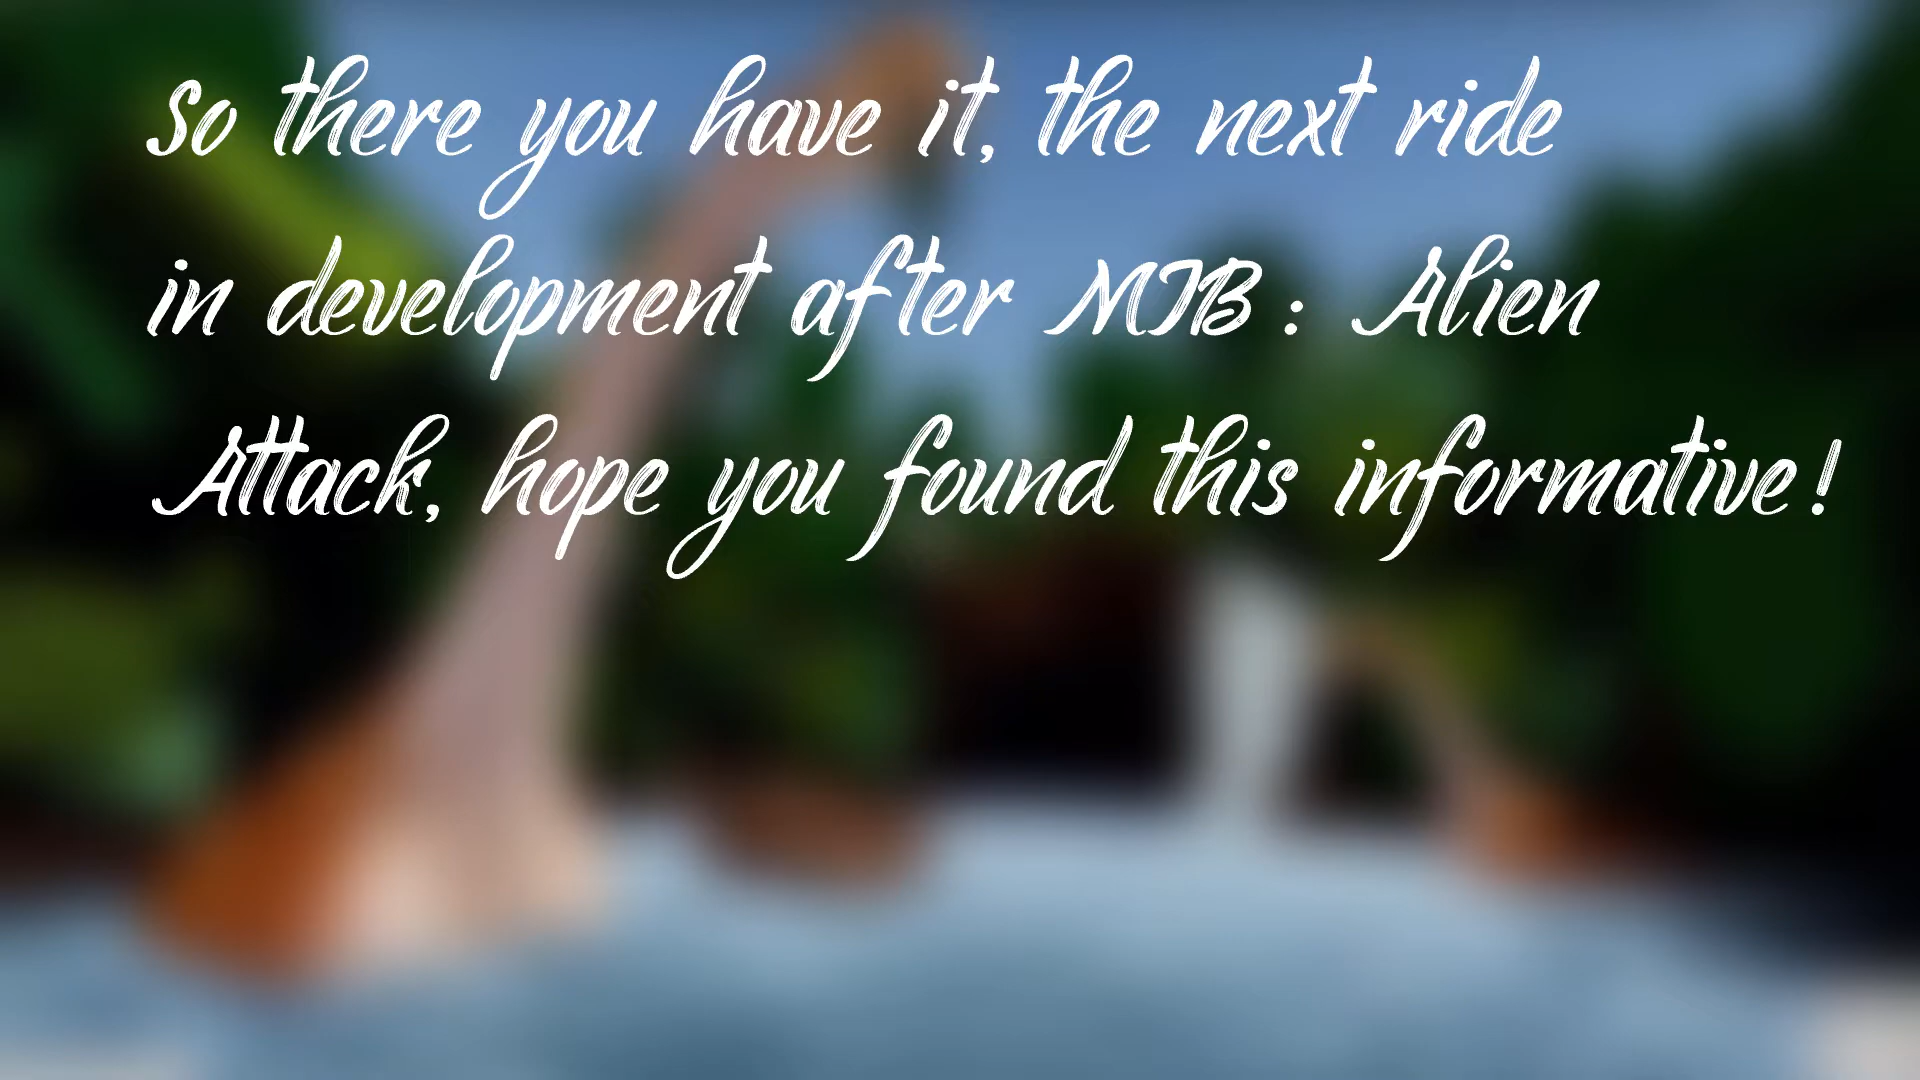 So there you have it, the next ride
in development after MIB: Alien
Attack, hope you found this informative!